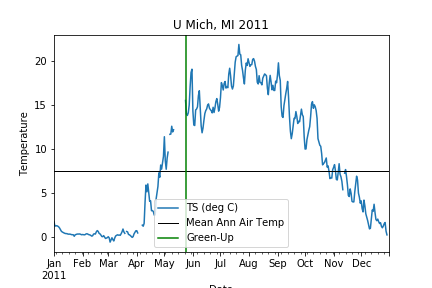 U Mich, MI 2011
Temperature
20
15
10
5
0
TS (deg C)
Mean Ann Air Temp
Green-Up
Jan Feb Mar Apr May Jun Jul Aug Sep Oct Nov Dec
2011